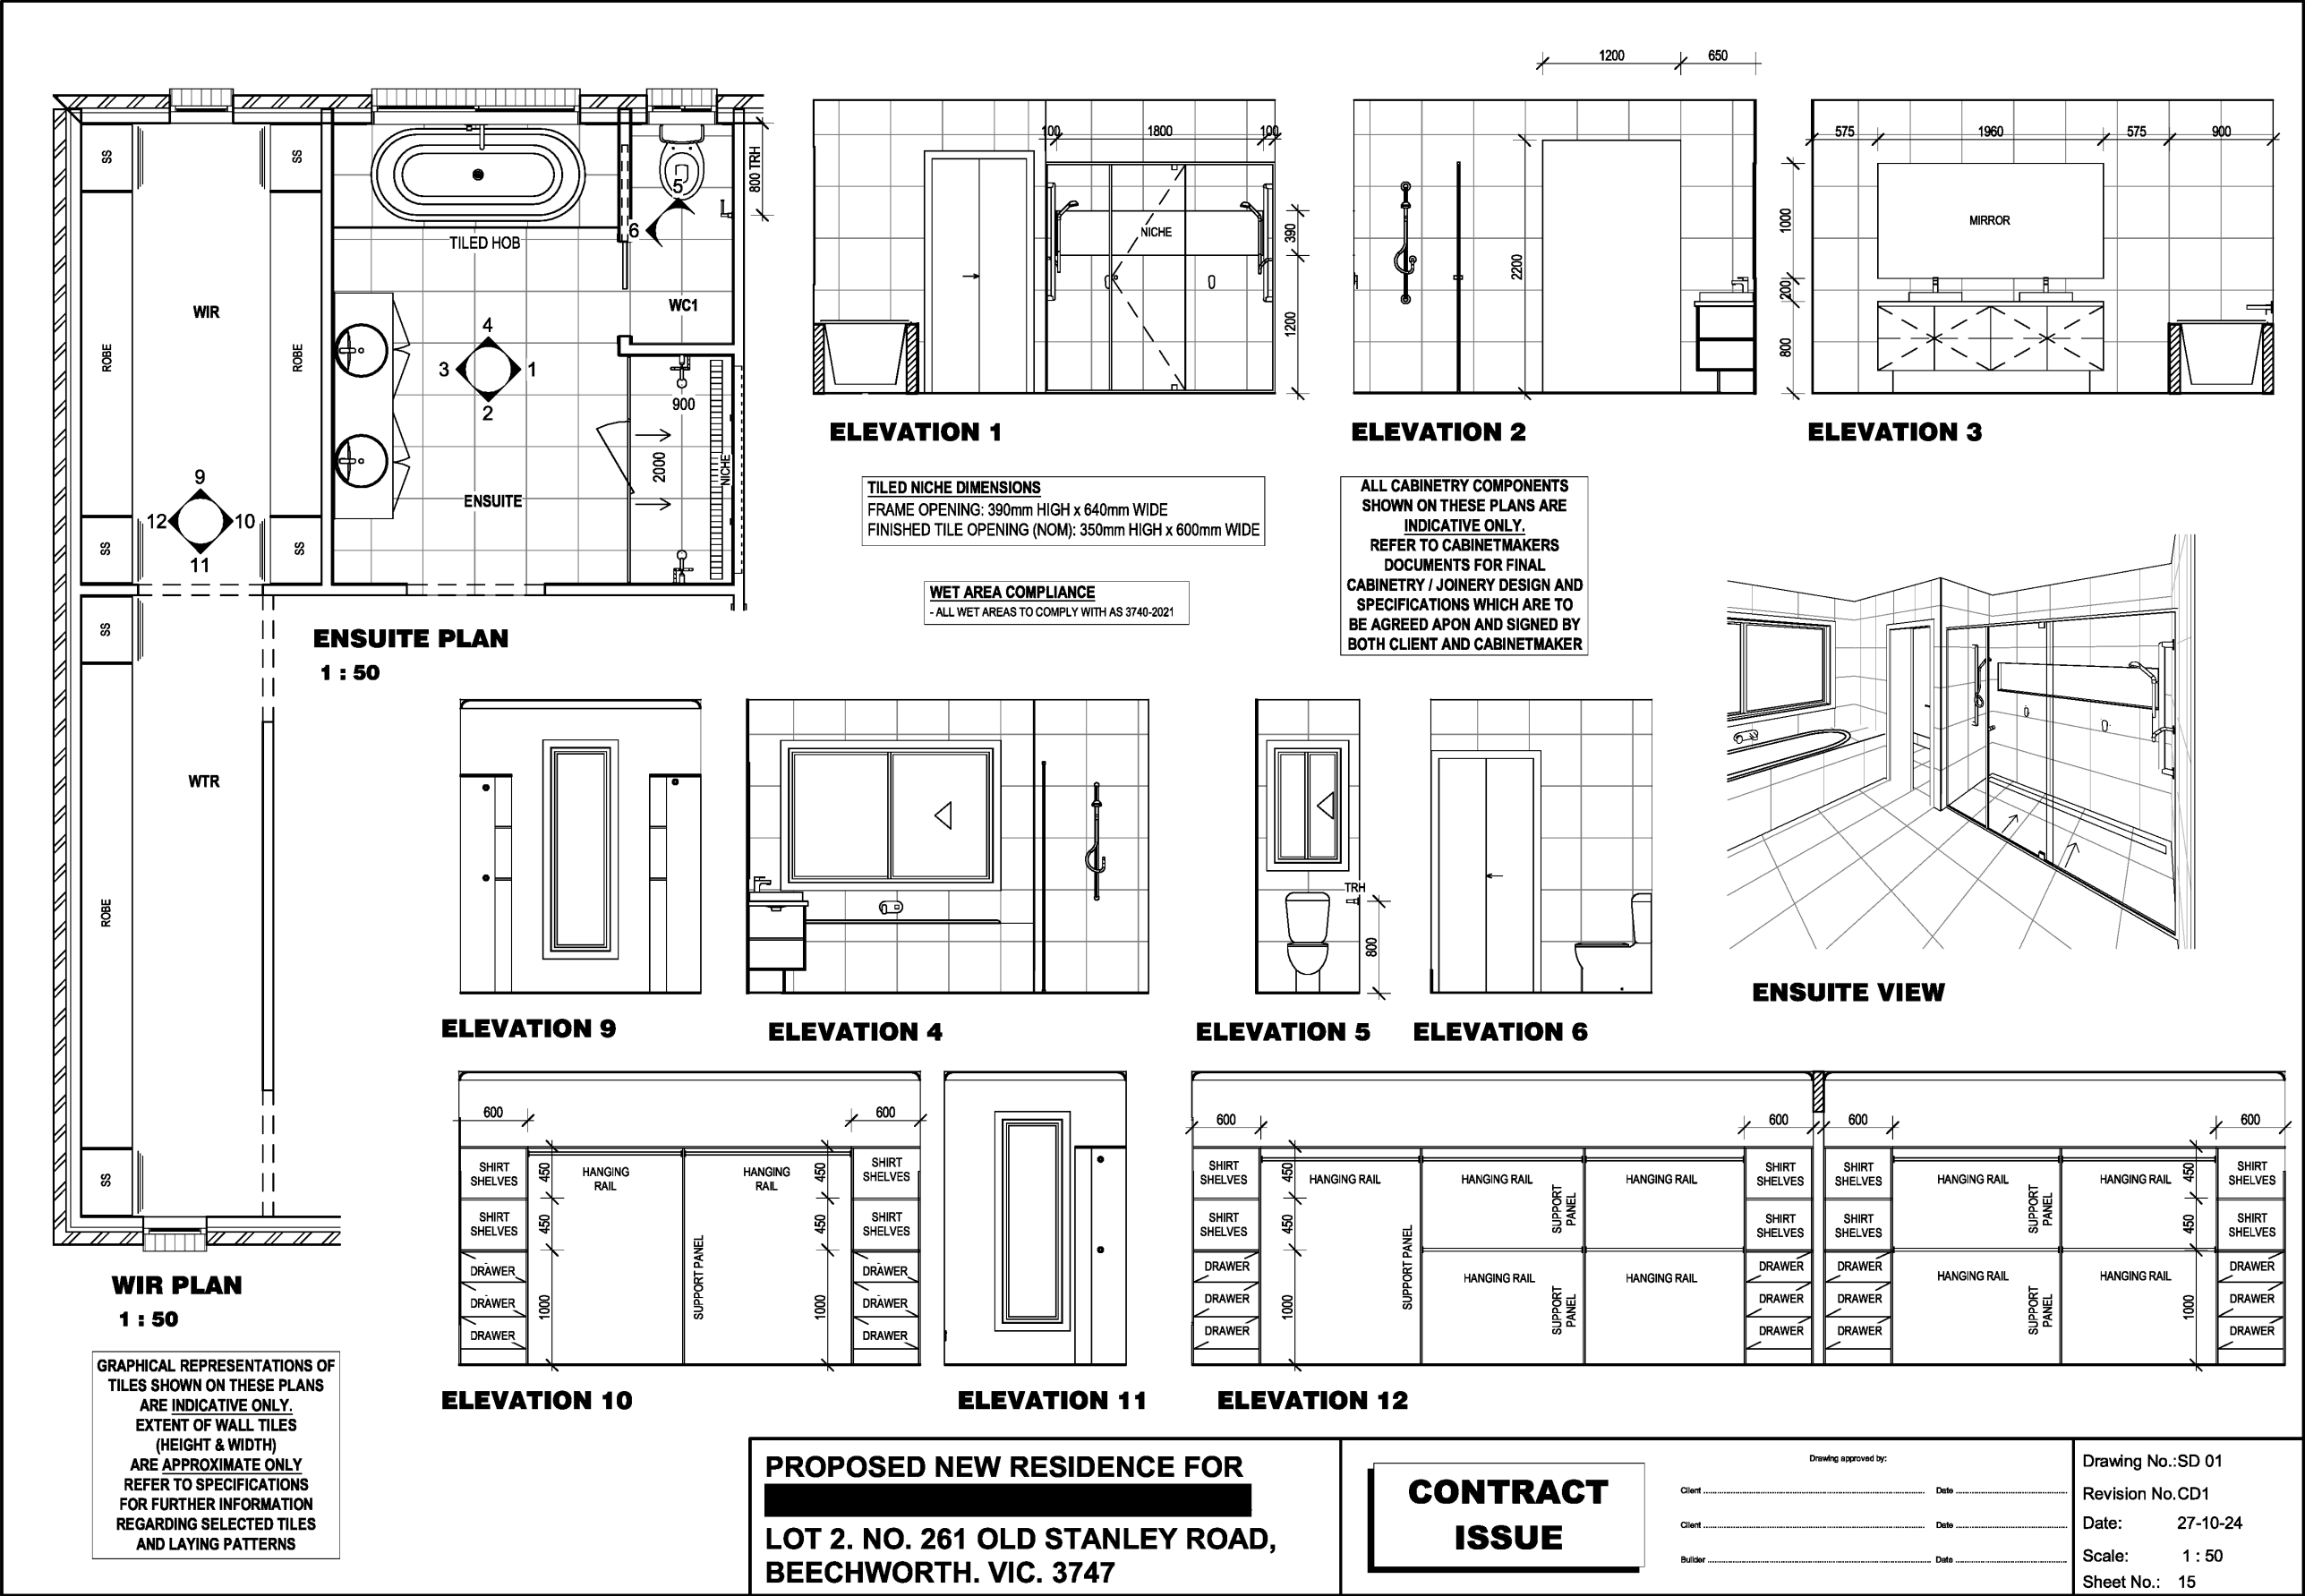 SS
SS
ROBE
WIR
ROBE
9
12
10
11
SS
SS
TILED HOB
5
6
800 TRH
WC1
4
3
1
2
900
2000
NICHE
ENSUITE
SS
WTR
ROBE
SS
ENSUITE PLAN
1 : 50
WIR PLAN
1 : 50
100
1800
100
NICHE
390
1200
ELEVATION 1
1200
650
2200
ELEVATION 2
575
1960
575
900
1000
200
800
MIRROR
ELEVATION 3
TILED NICHE DIMENSIONS
FRAME OPENING: 390mm HIGH x 640mm WIDE
FINISHED TILE OPENING (NOM): 350mm HIGH x 600mm WIDE
WET AREA COMPLIANCE
- ALL WET AREAS TO COMPLY WITH AS 3740-2021
ALL CABINETRY COMPONENTS
SHOWN ON THESE PLANS ARE
INDICATIVE ONLY.
REFER TO CABINETMAKERS
DOCUMENTS FOR FINAL
CABINETRY / JOINERY DESIGN AND
SPECIFICATIONS WHICH ARE TO
BE AGREED APON AND SIGNED BY
BOTH CLIENT AND CABINETMAKER
ELEVATION 9
ELEVATION 4
TRH
800
ELEVATION 5
ELEVATION 6
ENSUITE VIEW
600
600
SHIRT
SHELVES
SHIRT
SHELVES
DRAWER
DRAWER
DRAWER
450
450
1000
HANGING
RAIL
SUPPORT PANEL
HANGING
RAIL
450
450
1000
SHIRT
SHELVES
SHIRT
SHELVES
DRAWER
DRAWER
DRAWER
ELEVATION 10
ELEVATION 11
600
600
600
600
SHIRT
SHELVES
SHIRT
SHELVES
DRAWER
DRAWER
DRAWER
450
450
1000
HANGING RAIL
SUPPORT PANEL
HANGING RAIL
HANGING RAIL
SUPPORT
PANEL
SUPPORT
PANEL
HANGING RAIL
HANGING RAIL
SHIRT
SHELVES
SHIRT
SHELVES
DRAWER
DRAWER
DRAWER
SHIRT
SHELVES
SHIRT
SHELVES
DRAWER
DRAWER
DRAWER
HANGING RAIL
HANGING RAIL
SUPPORT
PANEL
SUPPORT
PANEL
HANGING RAIL
HANGING RAIL
450
450
1000
SHIRT
SHELVES
SHIRT
SHELVES
DRAWER
DRAWER
DRAWER
ELEVATION 12
GRAPHICAL REPRESENTATIONS OF
TILES SHOWN ON THESE PLANS
ARE INDICATIVE ONLY.
EXTENT OF WALL TILES
(HEIGHT & WIDTH)
ARE APPROXIMATE ONLY
REFER TO SPECIFICATIONS
FOR FURTHER INFORMATION
REGARDING SELECTED TILES
AND LAYING PATTERNS
PROPOSED NEW RESIDENCE FOR
LOT 2. NO. 261 OLD STANLEY ROAD,
BEECHWORTH. VIC. 3747
CONTRACT
ISSUE
Drawing approved by:
Client Date
Client Date
Builder Date
Drawing No.:SD 01
Revision No.CD1
Date: 27-10-24
Scale: 1 : 50
Sheet No.: 15